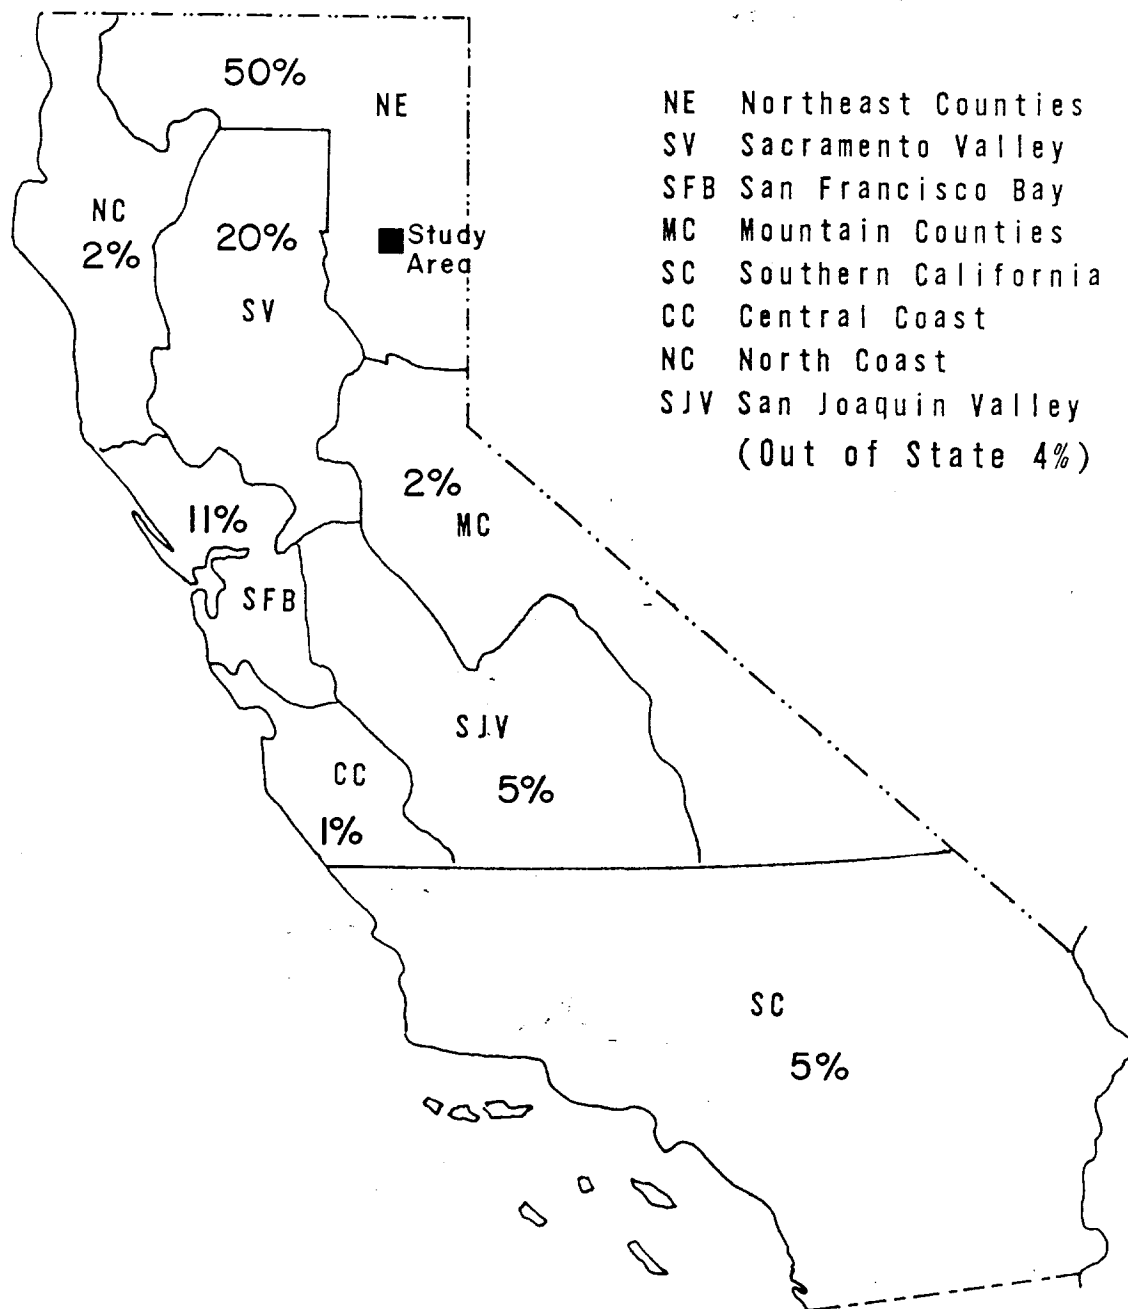 50%
NE
NC
2%
20%
SV
Study
Area
NE Northeast Counties
SV Sacramento Valley
SFB San Francisco Bay
MC Mountain Counties
SC Southern California
CC Central Coast
NC North Coast
SJV San Joaquin Valley
(Out of State 4%)
2%
MC
11%
SFB
SJV
5%
CC
1%
SC
5%